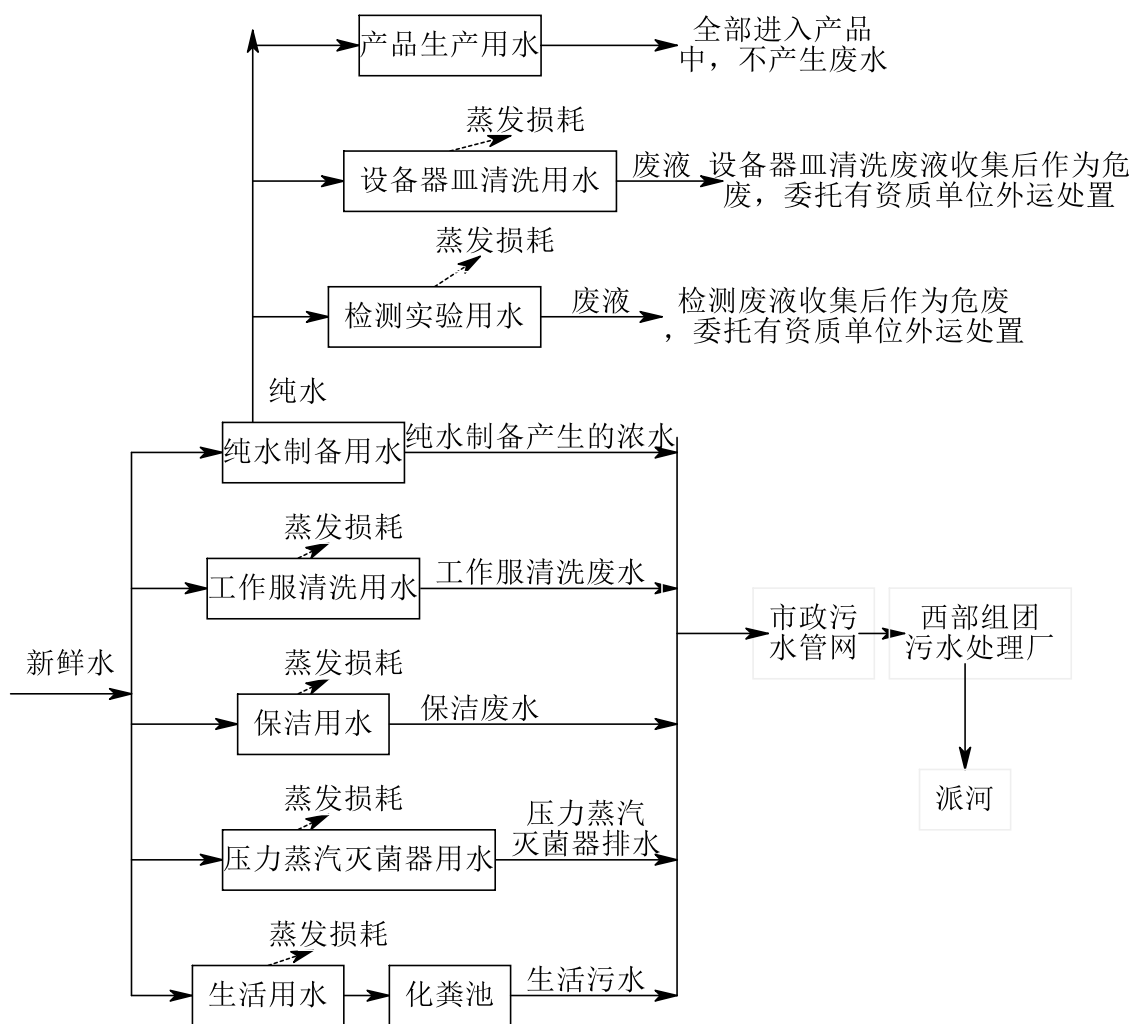 全部进入产品
产品生产用水
中，不产生废水
蒸发损耗
设备器皿清洗用水
废液
设备器皿清洗废液收集后作为危
废，委托有资质单位外运处置
蒸发损耗
检测实验用水
废液
检测废液收集后作为危废
，委托有资质单位外运处置
纯水
纯水制备用水
纯水制备产生的浓水
蒸发损耗
工作服清洗用水
工作服清洗废水
市政污
水管网
西部组团
污水处理厂
新鲜水
蒸发损耗
保洁用水
保洁废水
派河
蒸发损耗
压力蒸汽灭菌器用水
压力蒸汽
灭菌器排水
蒸发损耗
生活用水
化粪池
生活污水